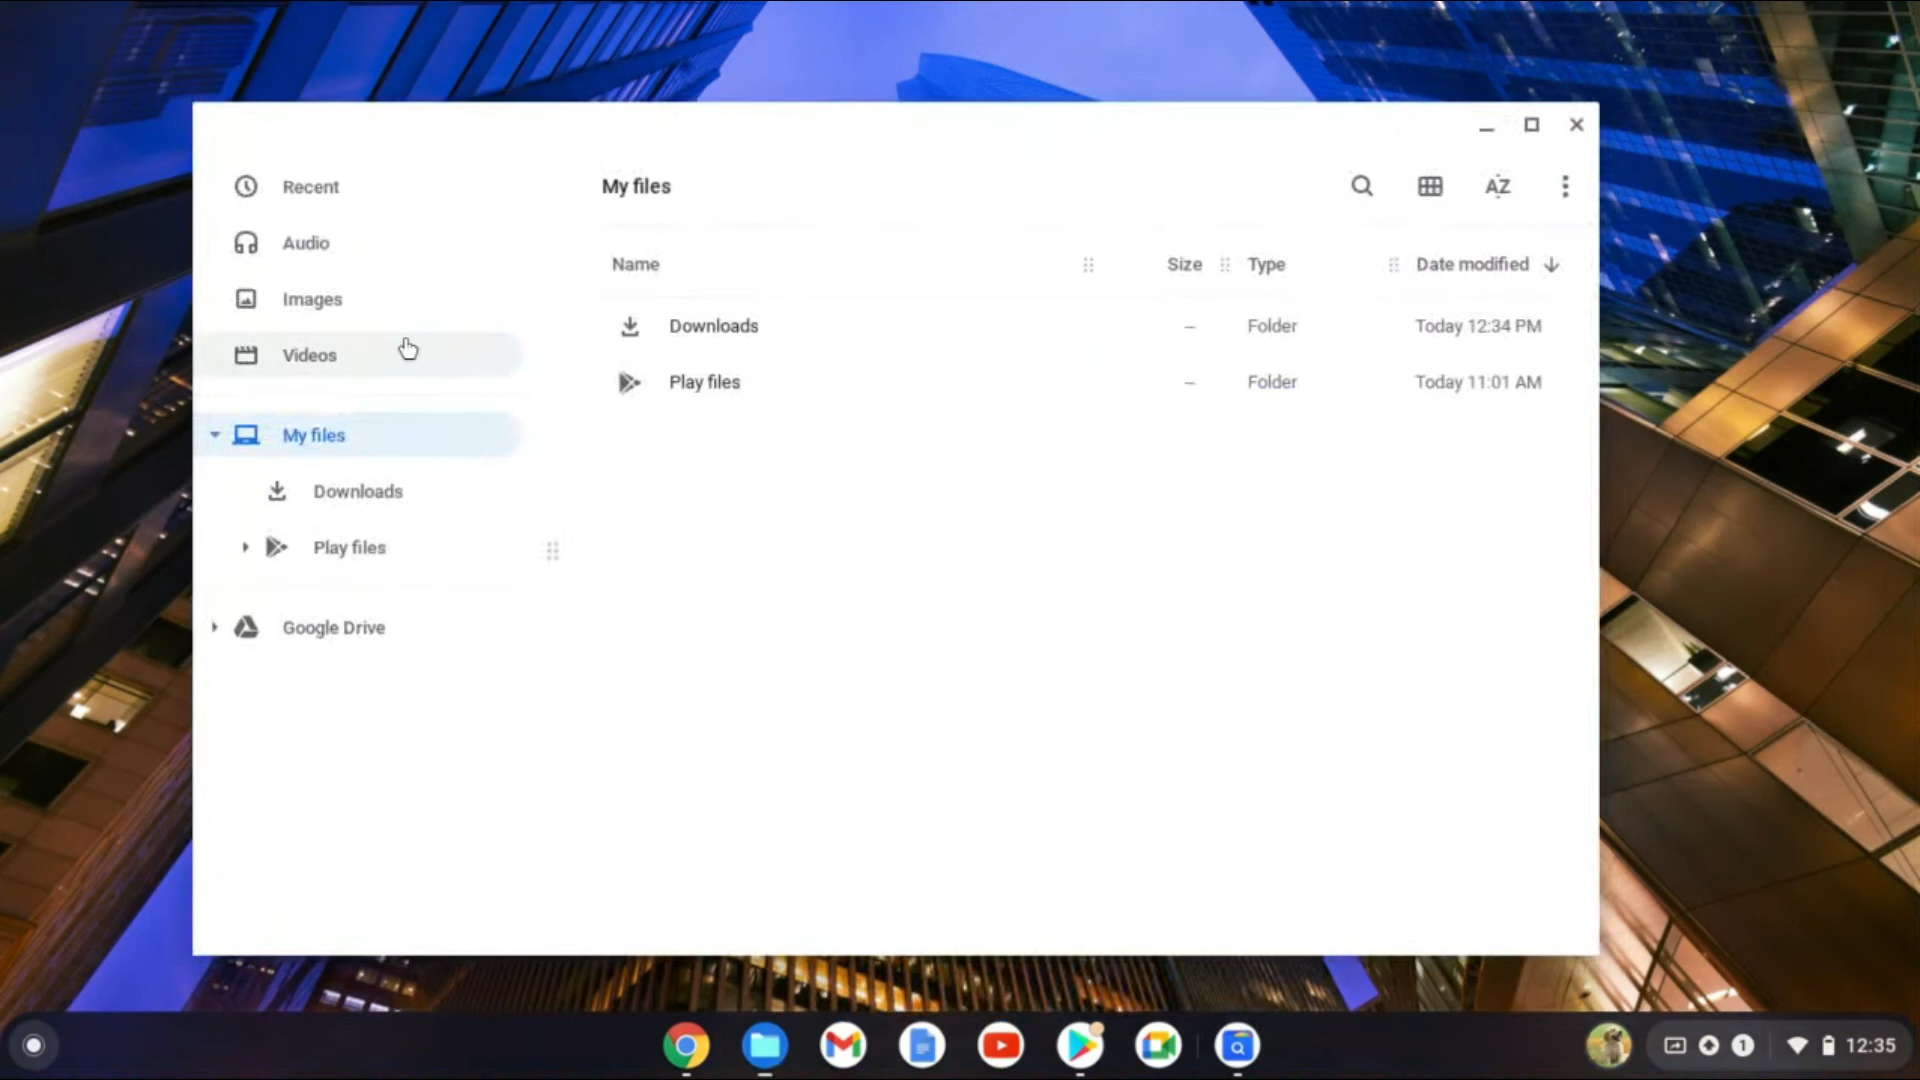 Recent
Audio
Images
Videos
My files
Downloads
Play files
Google Drive
My files
AZ
Name Size Type Date modified
Downloads – Folder Today 12:34 PM
Play files – Folder Today 11:01 AM
1 12:35